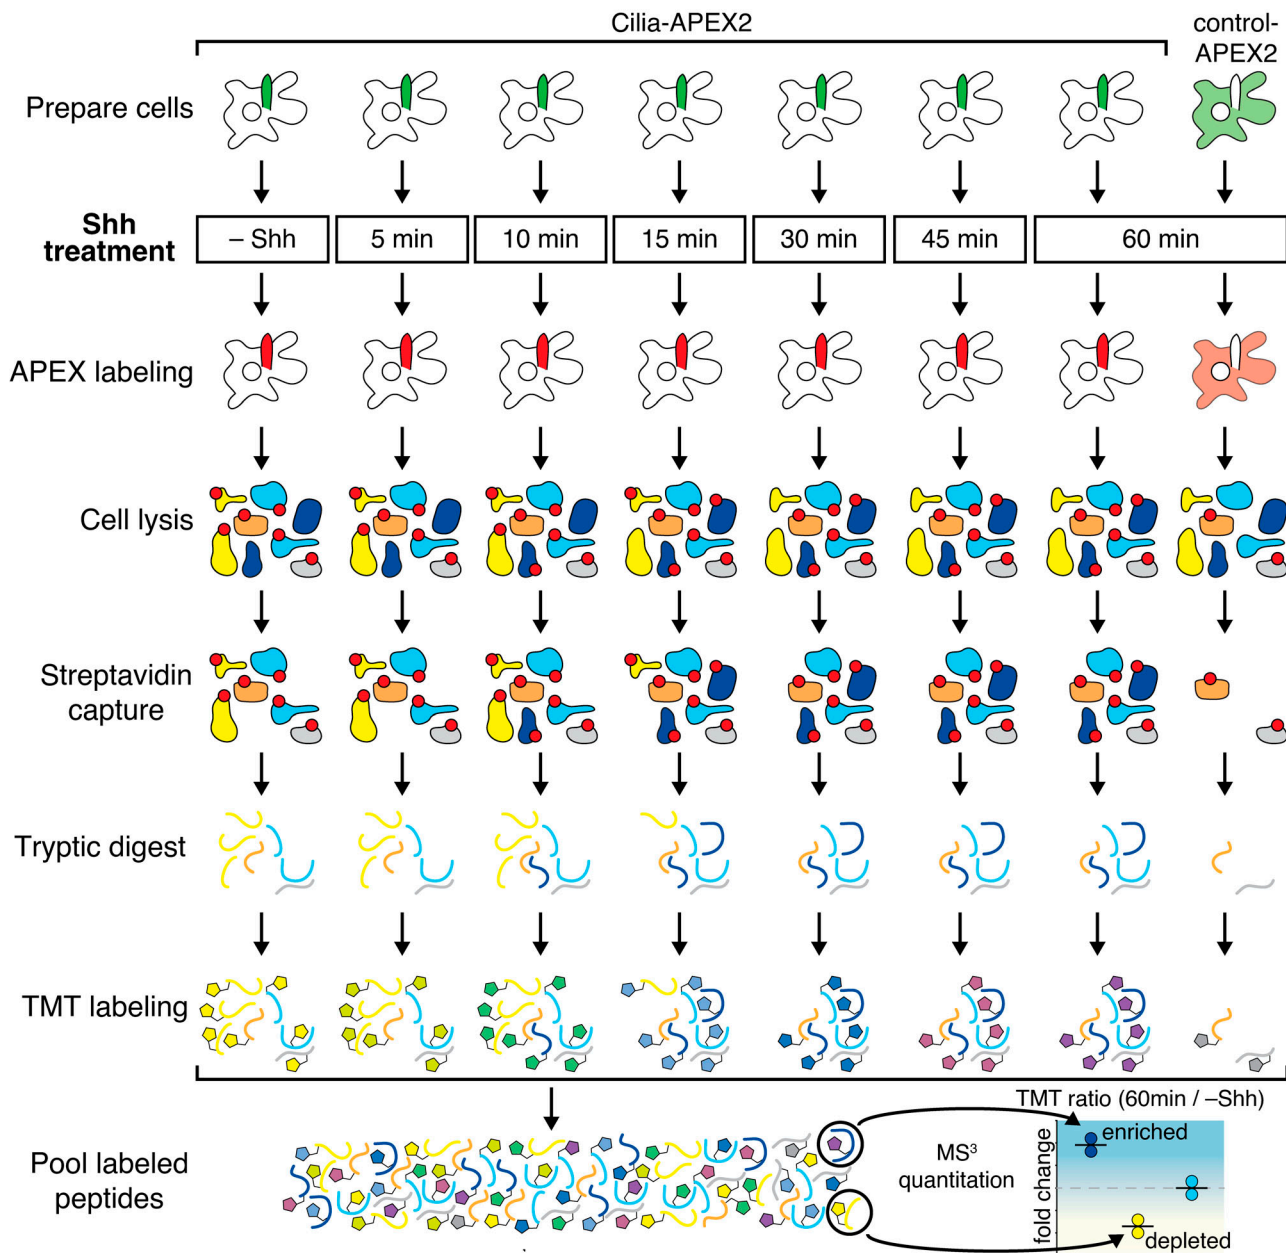 Cilia-APEX2
control-
APEX2
Prepare cells
Shh
treatment
– Shh
5 min
10 min
15 min
30 min
45 min
60 min
APEX labeling
Cell lysis
Streptavidin
capture
Tryptic digest
TMT labeling
Pool labeled
peptides
MS³
quantitation
TMT ratio (60min / –Shh)
fold change
enriched
depleted